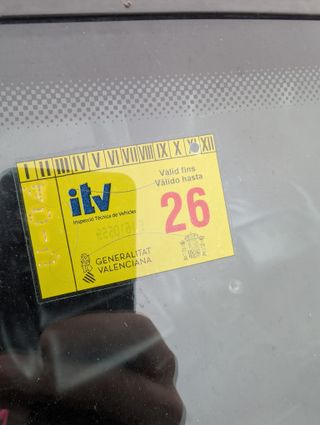 I II III IV V VI VII VIII IX X XII
itv
Inspecció Tècnica de Vehicles
Vàlid fins
Válido hasta
26
GENERALITAT
VALENCIANA